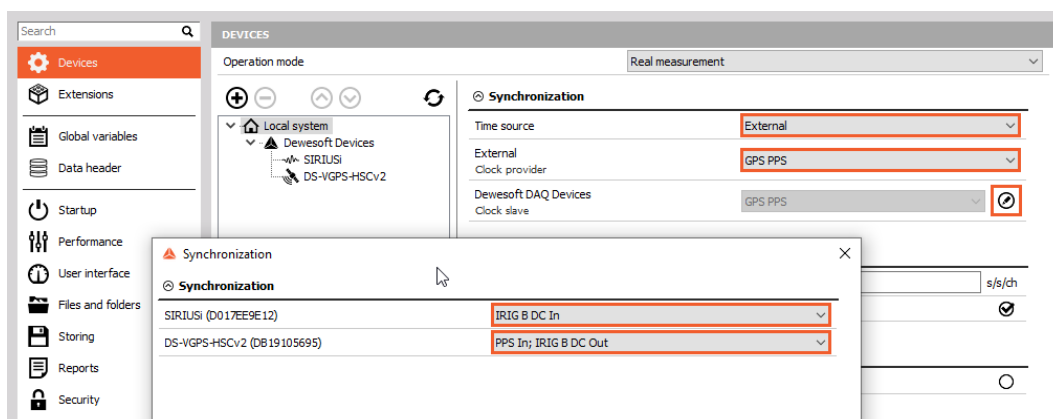 Search
Devices
Extensions
Global variables
Data header
Startup
Performance
User interface
Files and folders
Storing
Reports
Security
DEVICES
Operation mode
Real measurement
Local system
Dewesoft Devices
SIRIUSi
DS-VGPS-HSCv2
Synchronization
Time source
External
External
Clock provider
GPS PPS
Dewesoft DAQ Devices
Clock slave
GPS PPS
s/s/ch
Synchronization
Synchronization
SIRIUSi (D017EE9E12)
IRIG B DC In
DS-VGPS-HSCv2 (DB19105695)
PPS In; IRIG B DC Out